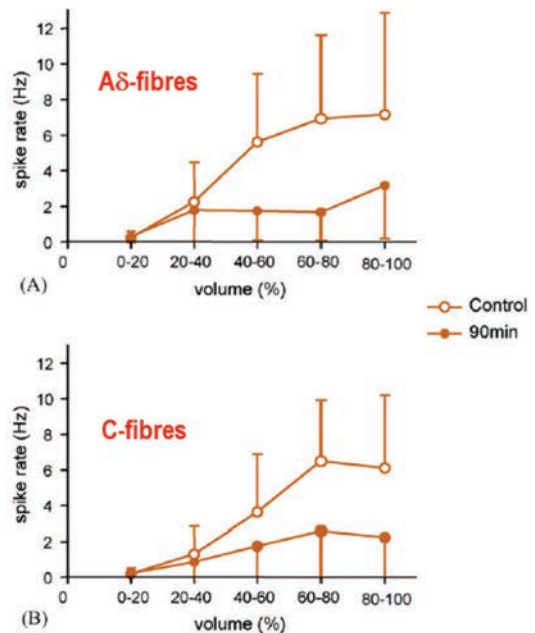 12
10
8
6
4
2
0
spike rate (Hz)
Aδ-fibres
0 0-20 20-40 40-60 60-80 80-100
(A)
volume (%)
Control
90min
12
10
8
6
4
2
0
spike rate (Hz)
C-fibres
0 0-20 20-40 40-60 60-80 80-100
(B)
volume (%)